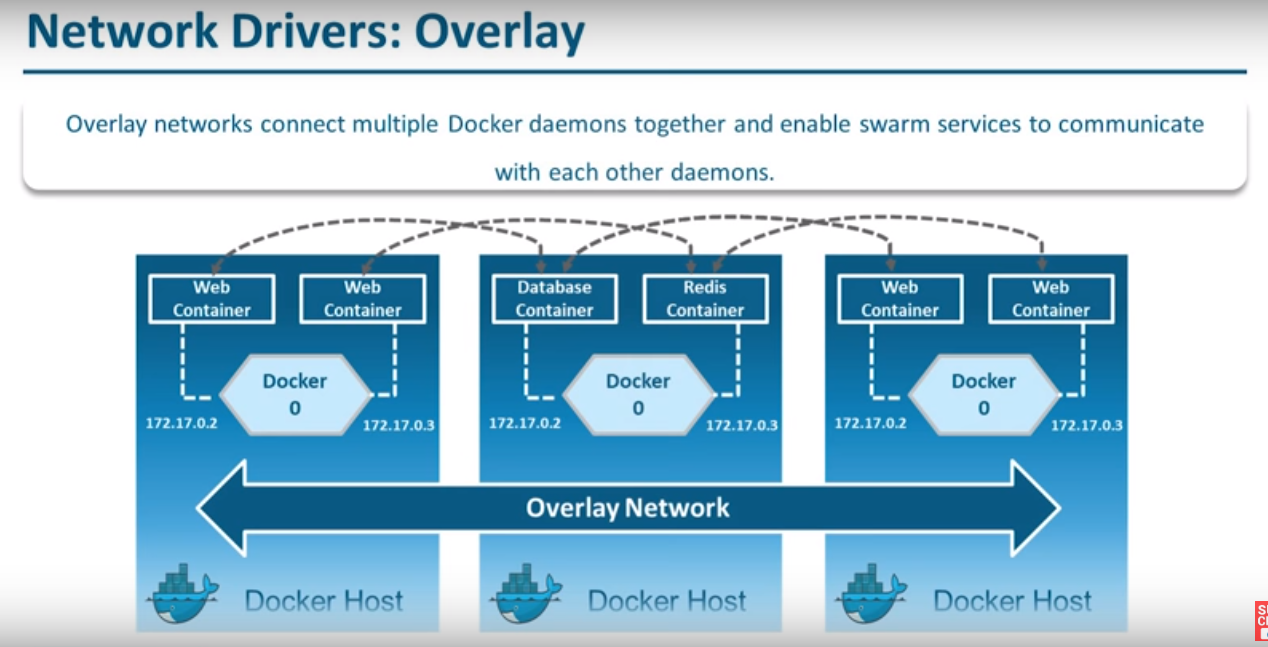 Network Drivers: Overlay
Overlay networks connect multiple Docker daemons together and enable swarm services to communicate
with each other daemons.
Web
Container
Web
Container
Database
Container
Redis
Container
Web
Container
Web
Container
Docker
0
Docker
0
Docker
0
172.17.0.2
172.17.0.3
172.17.0.2
172.17.0.3
172.17.0.2
172.17.0.3
Overlay Network
Docker Host
Docker Host
Docker Host